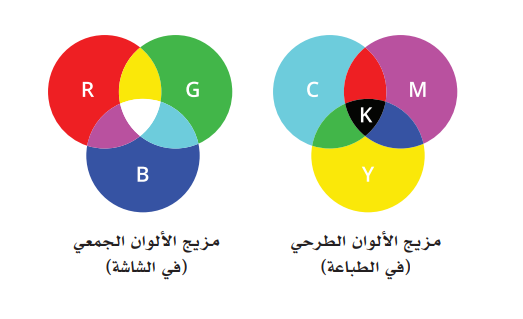 R G
B
مزيج الألوان الجمعي
(في الشاشة)
C M
K
Y
مزيج الألوان الطرحي
(في الطباعة)